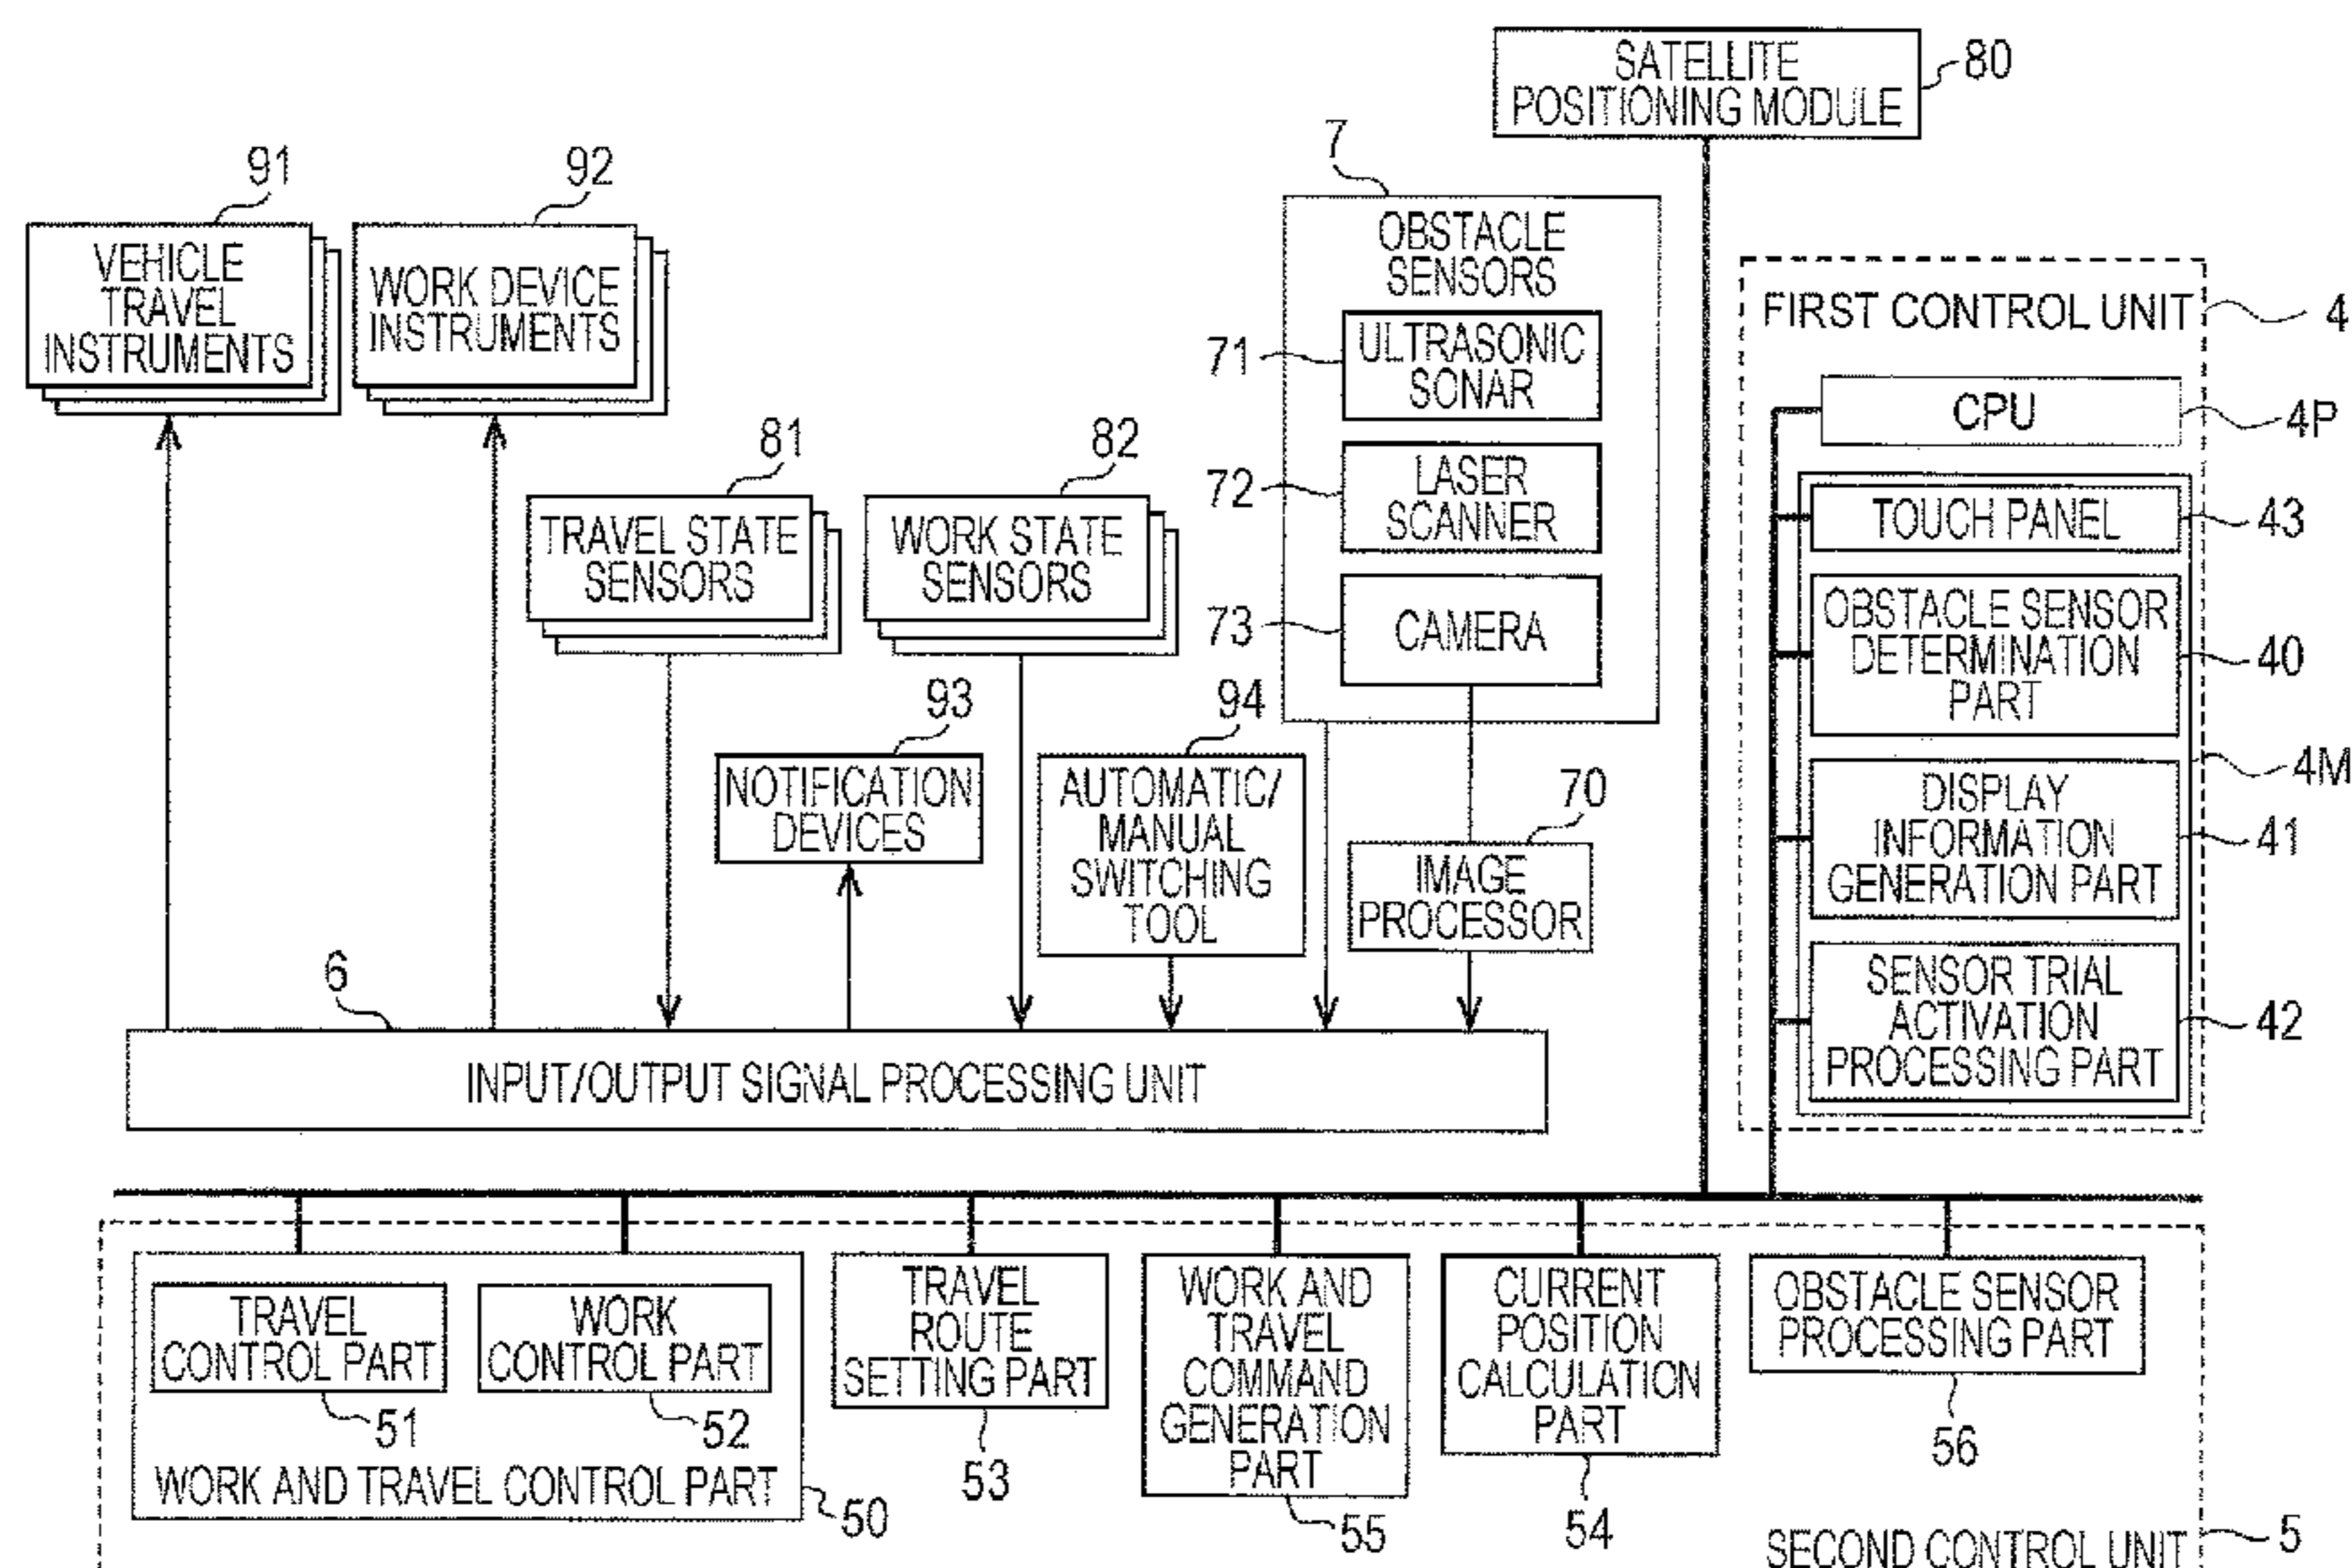 SATELLITE
POSITIONING MODULE
80
7
91
92
OBSTACLE
SENSORS
VEHICLE
TRAVEL
INSTRUMENTS
WORK DEVICE
INSTRUMENTS
FIRST CONTROL UNIT
4
71
ULTRASONIC
SONAR
CPU
4P
81
82
72
LASER
SCANNER
TOUCH PANEL
43
TRAVEL STATE
SENSORS
WORK STATE
SENSORS
73
CAMERA
OBSTACLE SENSOR
DETERMINATION
PART
40
93
94
4M
NOTIFICATION
DEVICES
AUTOMATIC/
MANUAL
SWITCHING
TOOL
70
IMAGE
PROCESSOR
DISPLAY
INFORMATION
GENERATION PART
41
6
SENSOR TRIAL
ACTIVATION
PROCESSING PART
42
INPUT/OUTPUT SIGNAL PROCESSING UNIT
TRAVEL
CONTROL PART
51
WORK
CONTROL PART
52
WORK AND TRAVEL CONTROL PART
50
TRAVEL
ROUTE
SETTING PART
53
WORK AND
TRAVEL
COMMAND
GENERATION
PART
55
CURRENT
POSITION
CALCULATION
PART
54
OBSTACLE SENSOR
PROCESSING PART
56
SECOND CONTROL UNIT
5